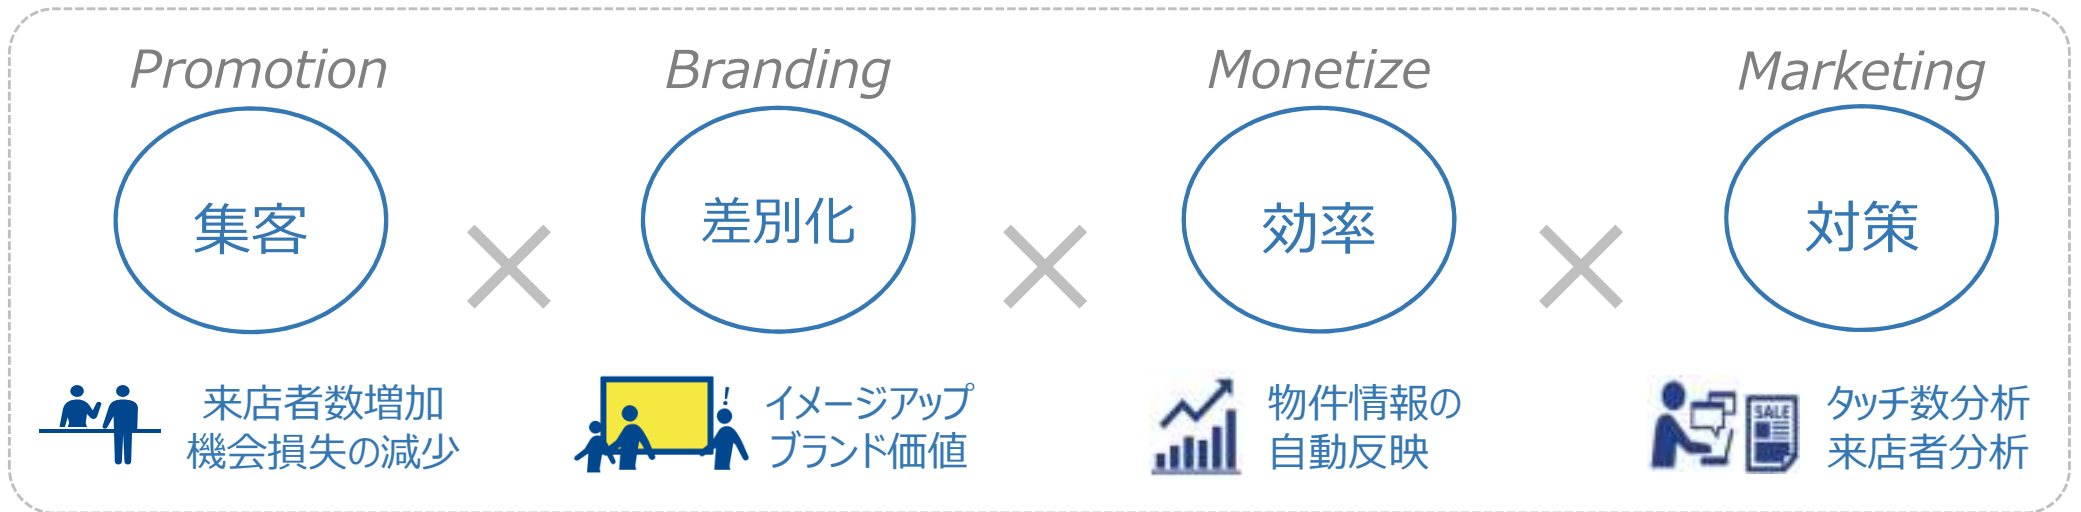 Promotion
Branding
Monetize
Marketing
集客
差別化
効率
対策
来店者数増加
機会損失の減少
!
イメージアップ
ブランド価値
物件情報の
自動反映
SALE
タッチ数分析
来店者分析